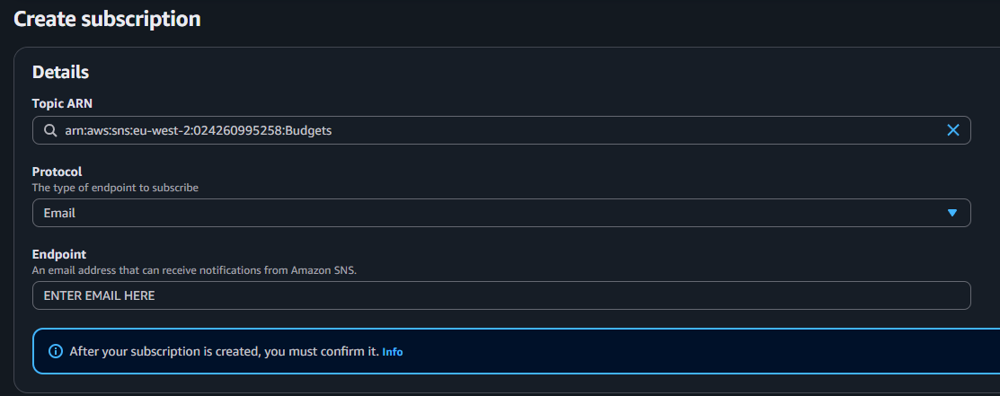 Create subscription
Details
Topic ARN
arn:aws:sns:eu-west-2:024260995258:Budgets
Protocol
The type of endpoint to subscribe
Email
Endpoint
An email address that can receive notifications from Amazon SNS.
ENTER EMAIL HERE
After your subscription is created, you must confirm it. Info